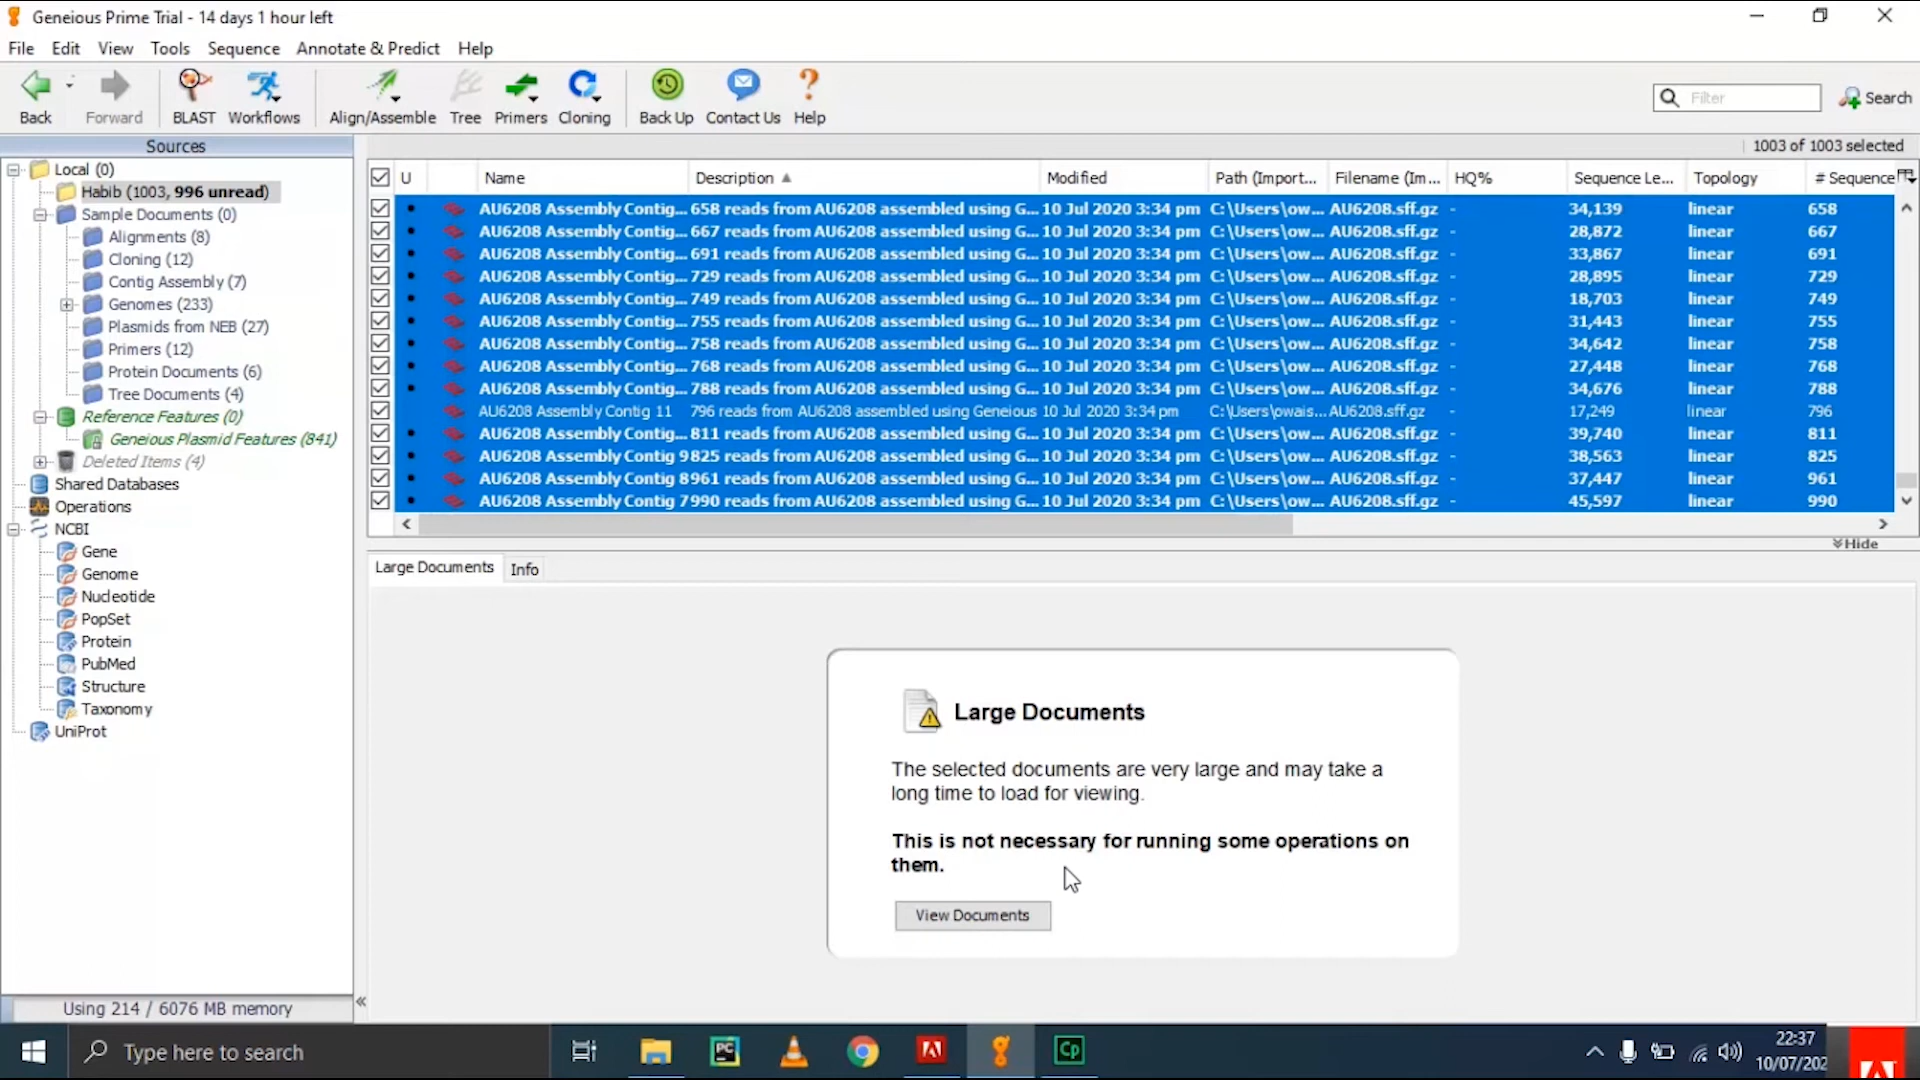 Geneious Prime Trial - 14 days 1 hour left
File Edit View Tools Sequence Annotate & Predict Help
Back Forward BLAST Workflows Align/Assemble Tree Primers Cloning Back Up Contact Us Help Filter Search
Sources
1003 of 1003 selected
Local (0)
Habib (1003, 996 unread)
Sample Documents (0)
Alignments (8)
Cloning (12)
Contig Assembly (7)
Genomes (233)
Plasmids from NEB (27)
Primers (12)
Protein Documents (6)
Tree Documents (4)
Reference Features (0)
Geneious Plasmid Features (841)
Deleted Items (4)
Shared Databases
Operations
NCBI
Gene
Genome
Nucleotide
PopSet
Protein
PubMed
Structure
Taxonomy
UniProt
Using 214 / 6076 MB memory
U Name Description Modified Path (Import... Filename (Im... HQ% Sequence Le... Topology # Sequence
AU6208 Assembly Contig... 658 reads from AU6208 assembled using G... 10 Jul 2020 3:34 pm C:\Users\ow... AU6208.sff.gz - 34,139 linear 658
AU6208 Assembly Contig... 667 reads from AU6208 assembled using G... 10 Jul 2020 3:34 pm C:\Users\ow... AU6208.sff.gz - 28,872 linear 667
AU6208 Assembly Contig... 691 reads from AU6208 assembled using G... 10 Jul 2020 3:34 pm C:\Users\ow... AU6208.sff.gz - 33,867 linear 691
AU6208 Assembly Contig... 729 reads from AU6208 assembled using G... 10 Jul 2020 3:34 pm C:\Users\ow... AU6208.sff.gz - 28,895 linear 729
AU6208 Assembly Contig... 749 reads from AU6208 assembled using G... 10 Jul 2020 3:34 pm C:\Users\ow... AU6208.sff.gz - 18,703 linear 749
AU6208 Assembly Contig... 755 reads from AU6208 assembled using G... 10 Jul 2020 3:34 pm C:\Users\ow... AU6208.sff.gz - 31,443 linear 755
AU6208 Assembly Contig... 758 reads from AU6208 assembled using G... 10 Jul 2020 3:34 pm C:\Users\ow... AU6208.sff.gz - 34,642 linear 758
AU6208 Assembly Contig... 768 reads from AU6208 assembled using G... 10 Jul 2020 3:34 pm C:\Users\ow... AU6208.sff.gz - 27,448 linear 768
AU6208 Assembly Contig... 788 reads from AU6208 assembled using G... 10 Jul 2020 3:34 pm C:\Users\ow... AU6208.sff.gz - 34,676 linear 788
AU6208 Assembly Contig 11 796 reads from AU6208 assembled using Geneious 10 Jul 2020 3:34 pm C:\Users\owais... AU6208.sff.gz - 17,249 linear 796
AU6208 Assembly Contig... 811 reads from AU6208 assembled using G... 10 Jul 2020 3:34 pm C:\Users\ow... AU6208.sff.gz - 39,740 linear 811
AU6208 Assembly Contig 9 825 reads from AU6208 assembled using G... 10 Jul 2020 3:34 pm C:\Users\ow... AU6208.sff.gz - 38,563 linear 825
AU6208 Assembly Contig 8 961 reads from AU6208 assembled using G... 10 Jul 2020 3:34 pm C:\Users\ow... AU6208.sff.gz - 37,447 linear 961
AU6208 Assembly Contig 7 990 reads from AU6208 assembled using G... 10 Jul 2020 3:34 pm C:\Users\ow... AU6208.sff.gz - 45,597 linear 990
Hide
Large Documents Info
Large Documents
The selected documents are very large and may take a
long time to load for viewing.
This is not necessary for running some operations on
them.
View Documents
Type here to search
PC
Cp
22:37
10/07/202